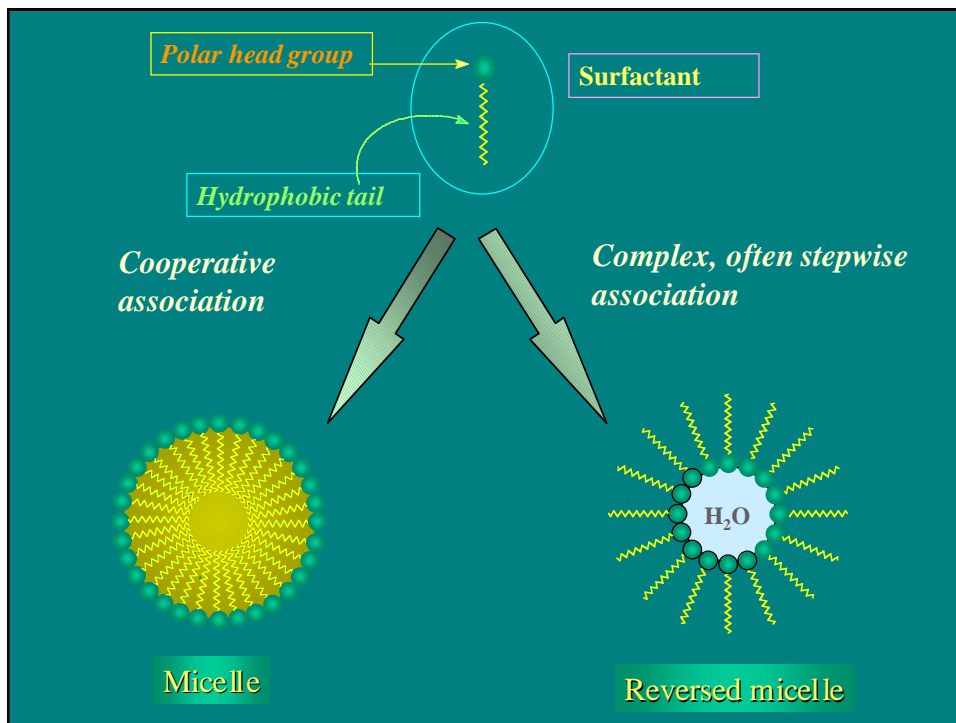 Polar head group
Surfactant
Hydrophobic tail
Cooperative
association
Complex, often stepwise
association
H₂O
Micelle
Reversed micelle